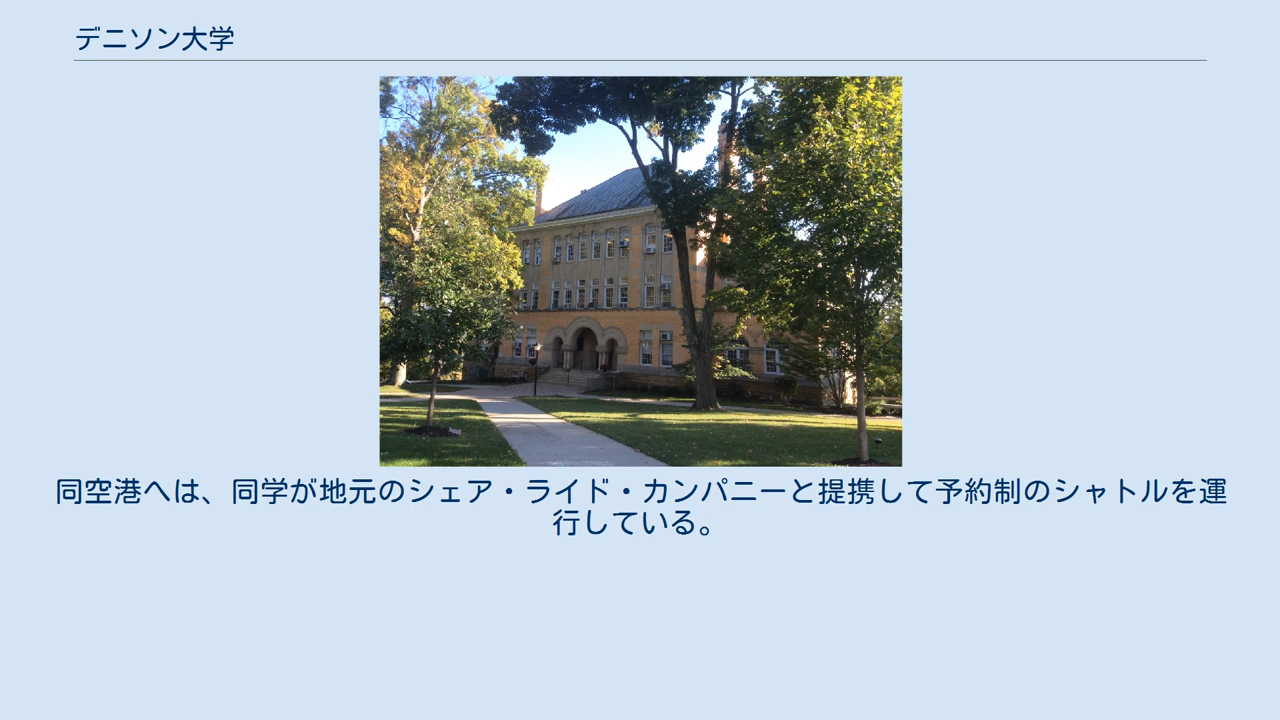 デニソン大学
同空港へは、同学が地元のシェア・ライド・カンパニーと提携して予約制のシャトルを運
行している。